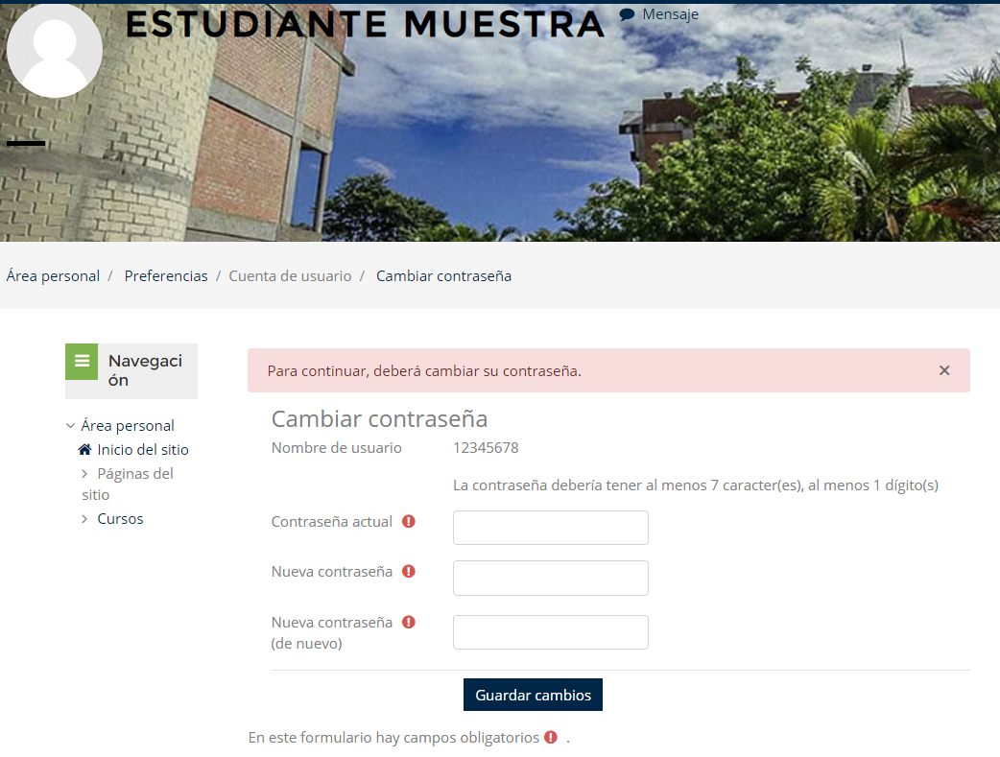 ESTUDIANTE MUESTRA
Mensaje
Área personal / Preferencias / Cuenta de usuario / Cambiar contraseña
Navegaci
ón
Área personal
Inicio del sitio
Páginas del
sitio
Cursos
Para continuar, deberá cambiar su contraseña.
Cambiar contraseña
Nombre de usuario 12345678
La contraseña debería tener al menos 7 caracter(es), al menos 1 dígito(s)
Contraseña actual
Nueva contraseña
Nueva contraseña
(de nuevo)
Guardar cambios
En este formulario hay campos obligatorios .